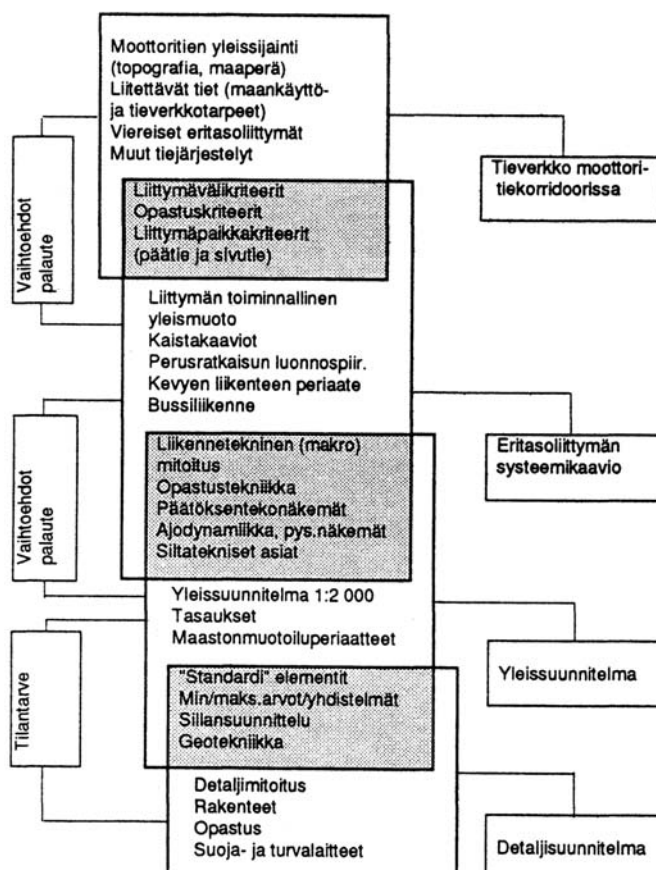 Moottoritien yleissijainti
(topografia, maaperä)
Liitettävät tiet (maankäyttö-
ja tieverkkotarpeet)
Viereiset eritasoliittymät
Muut tiejärjestelyt
Vaihtoehdot
palaute
Tieverkko moottori-
tiekorridoorissa
Liittymävälikriteerit
Opastuskriteerit
Liittymäpaikkakriteerit
(päätie ja sivutie)
Liittymän toiminnallinen
yleismuoto
Kaistakaaviot
Perusratkaisun luonnospiir.
Kevyen liikenteen periaate
Bussiliikenne
Vaihtoehdot
palaute
Eritasoliittymän
systeemikaavio
Liikennetekninen (makro)
mitoitus
Opastustekniikka
Päätöksentekonäkemät
Ajodynamiikka, pys.näkemät
Siltatekniset asiat
Yleissuunnitelma 1:2 000
Tasaukset
Maastonmuotoiluperiaatteet
Tilantarve
Yleissuunnitelma
"Standardi" elementit
Min/maks.arvot/yhdistelmät
Sillansuunnittelu
Geotekniikka
Detaljimitoitus
Rakenteet
Opastus
Suoja- ja turvalaitteet
Detaljisuunnitelma